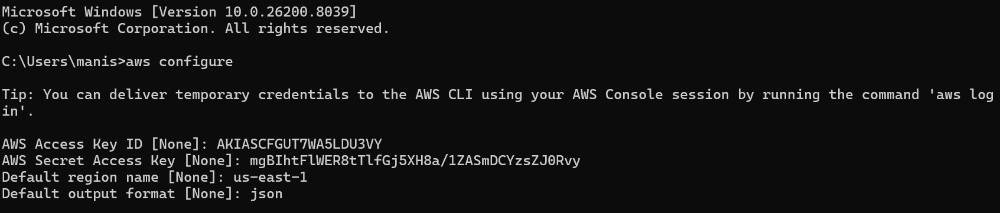 Microsoft Windows [Version 10.0.26200.8039]
(c) Microsoft Corporation. All rights reserved.
C:\Users\manis>aws configure
Tip: You can deliver temporary credentials to the AWS CLI using your AWS Console session by running the command 'aws log
in'.
AWS Access Key ID [None]: AKIASCFGUT7WA5LDU3VY
AWS Secret Access Key [None]: mgBIhtFlWER8tTlfGj5XH8a/1ZASmDCYzsZJ0Rvy
Default region name [None]: us-east-1
Default output format [None]: json